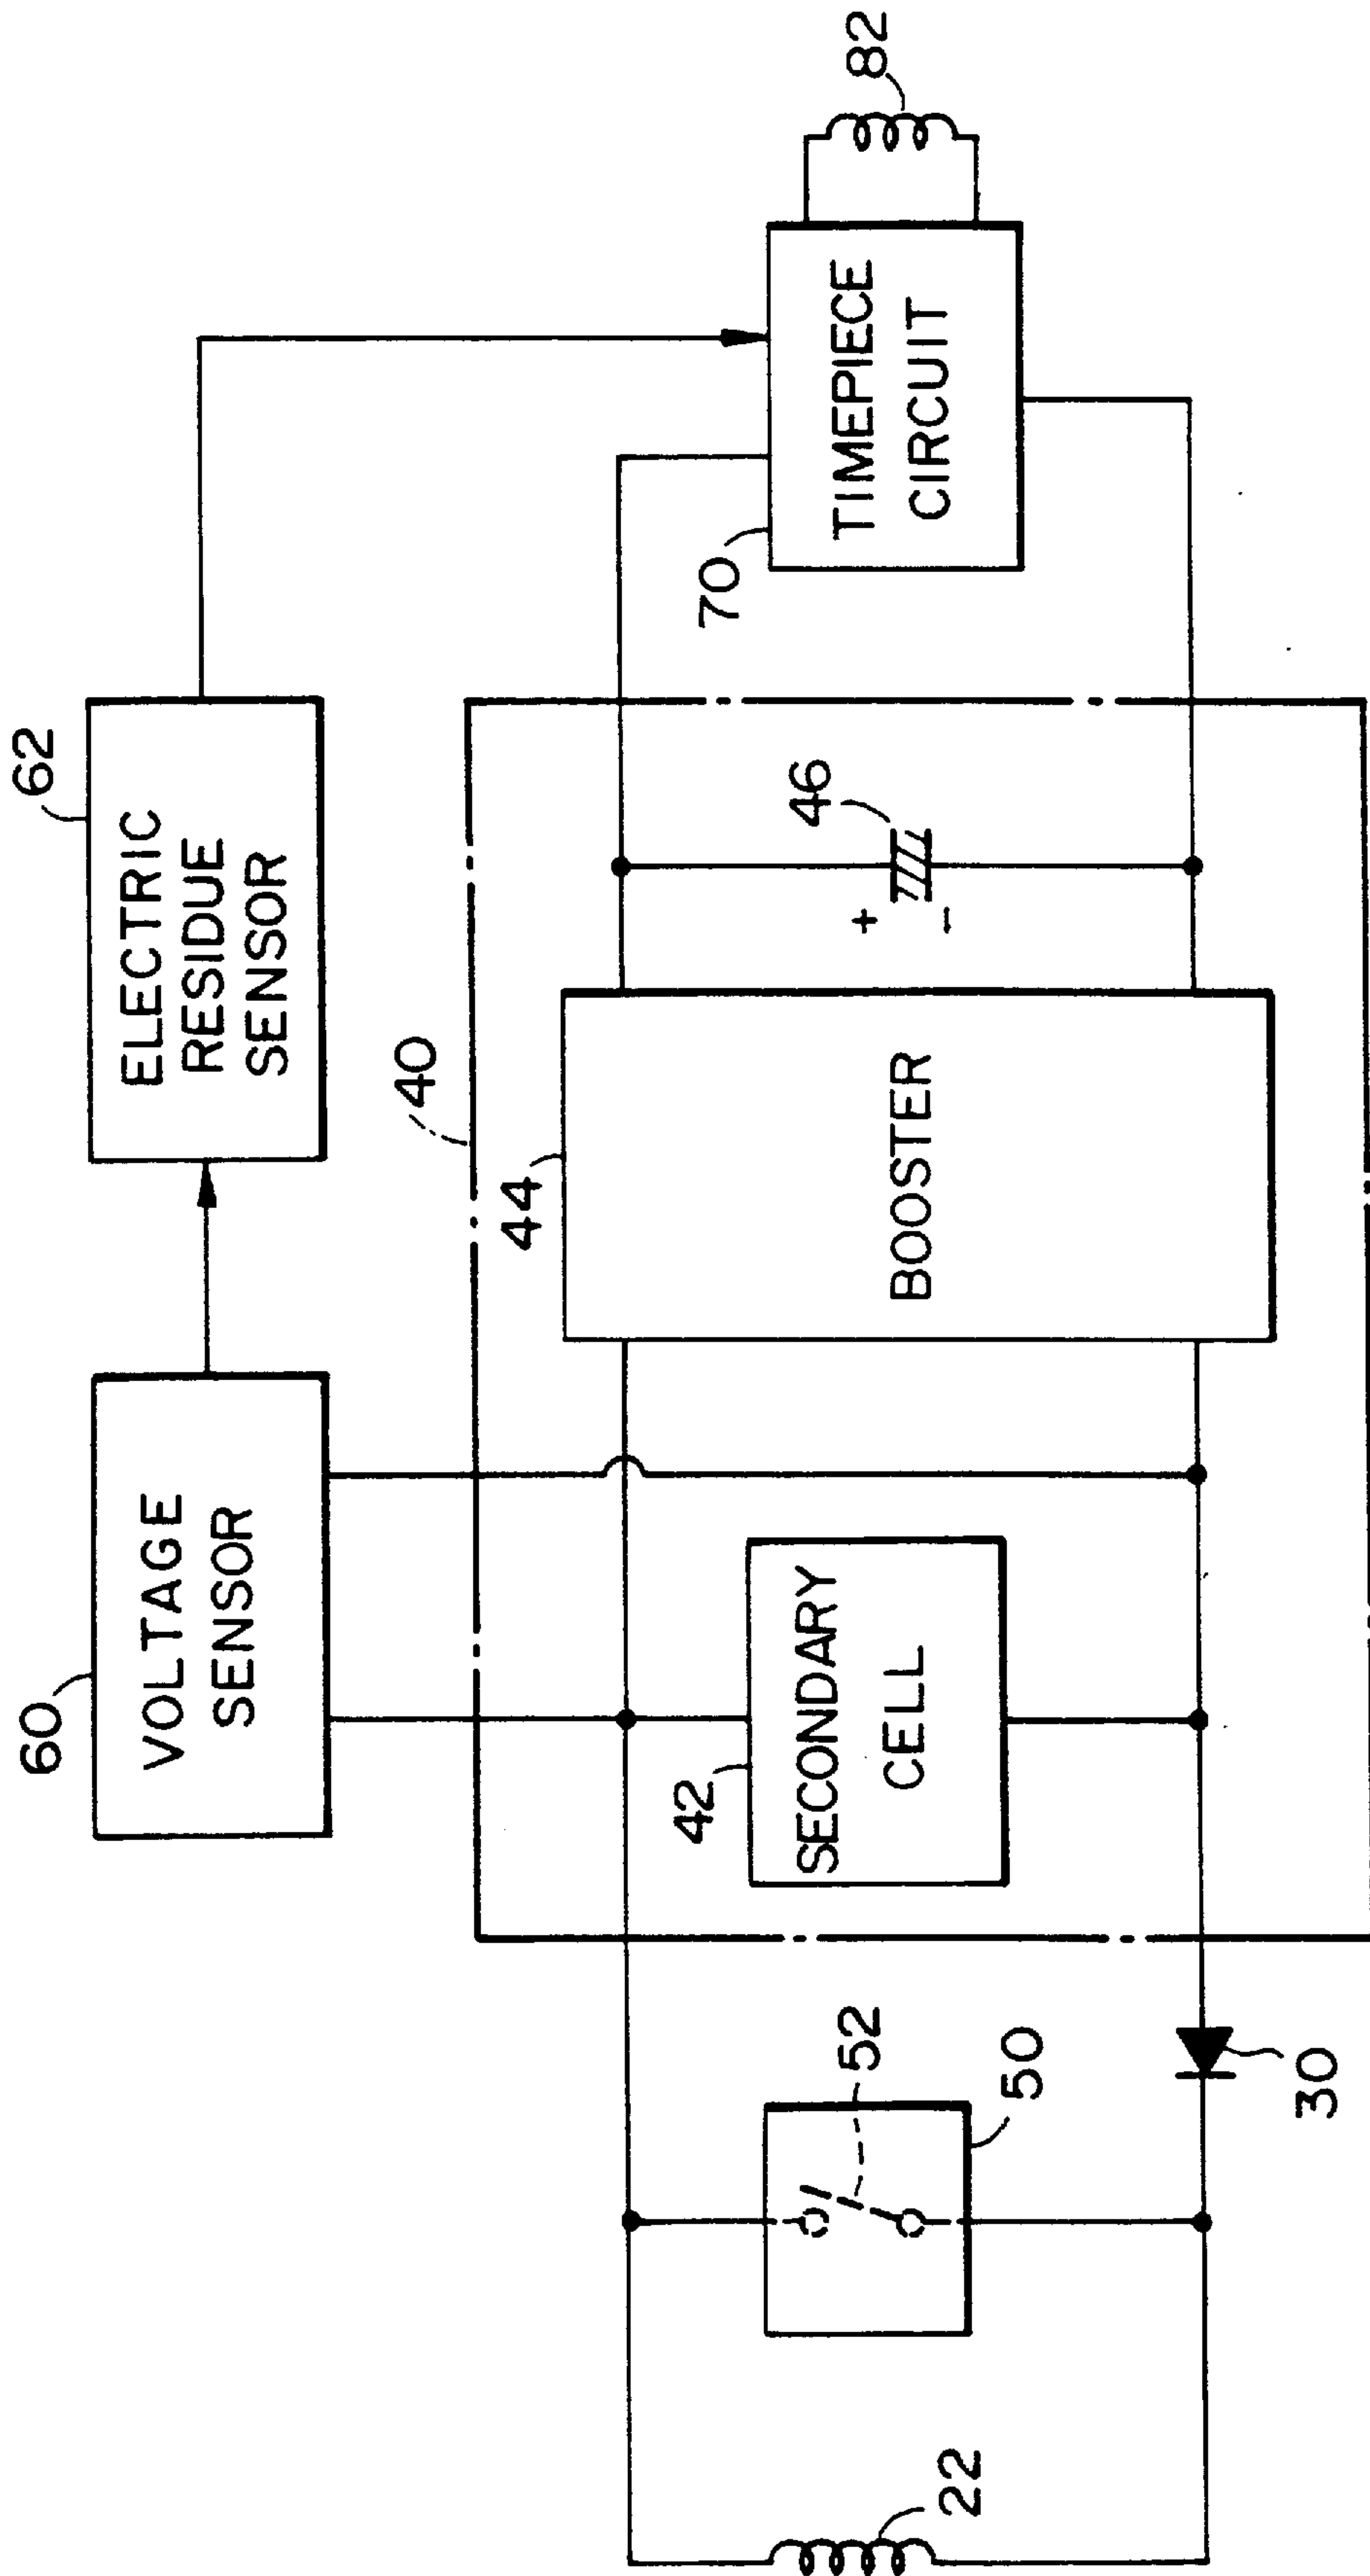 60
VOLTAGE
SENSOR
62
ELECTRIC
RESIDUE
SENSOR
40
22
52
50
30
42
SECONDARY
CELL
44
BOOSTER
46
+
−
70
TIMEPIECE
CIRCUIT
82